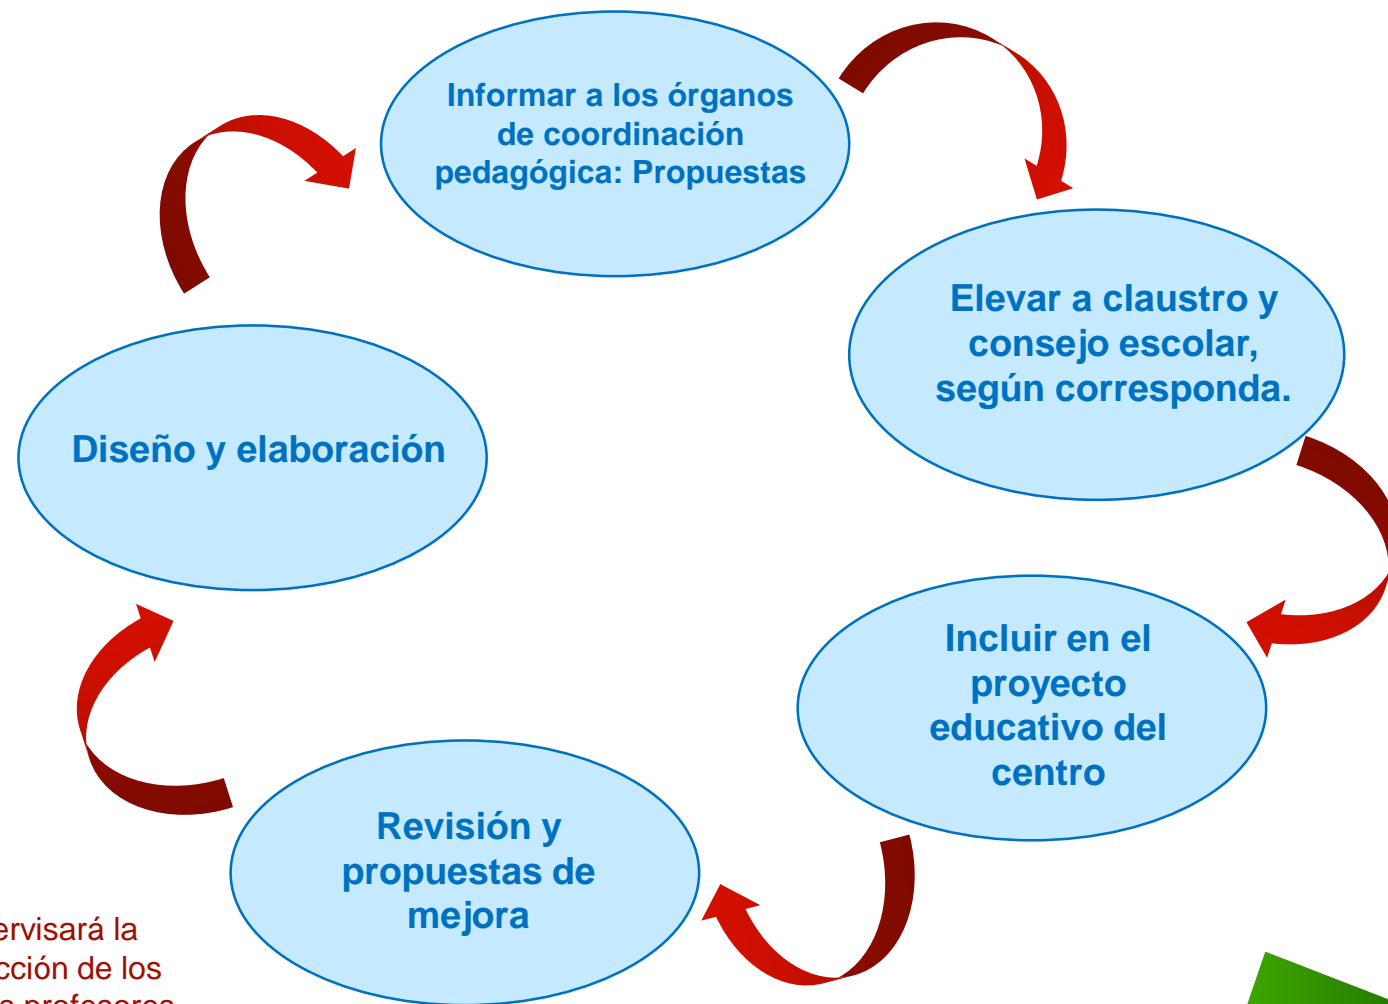 Informar a los órganos
de coordinación
pedagógica: Propuestas
Elevar a claustro y
consejo escolar,
según corresponda.
Diseño y elaboración
Incluir en el
proyecto
educativo del
centro
Revisión y
propuestas de
mejora
ervisará la
cción de los
profesores